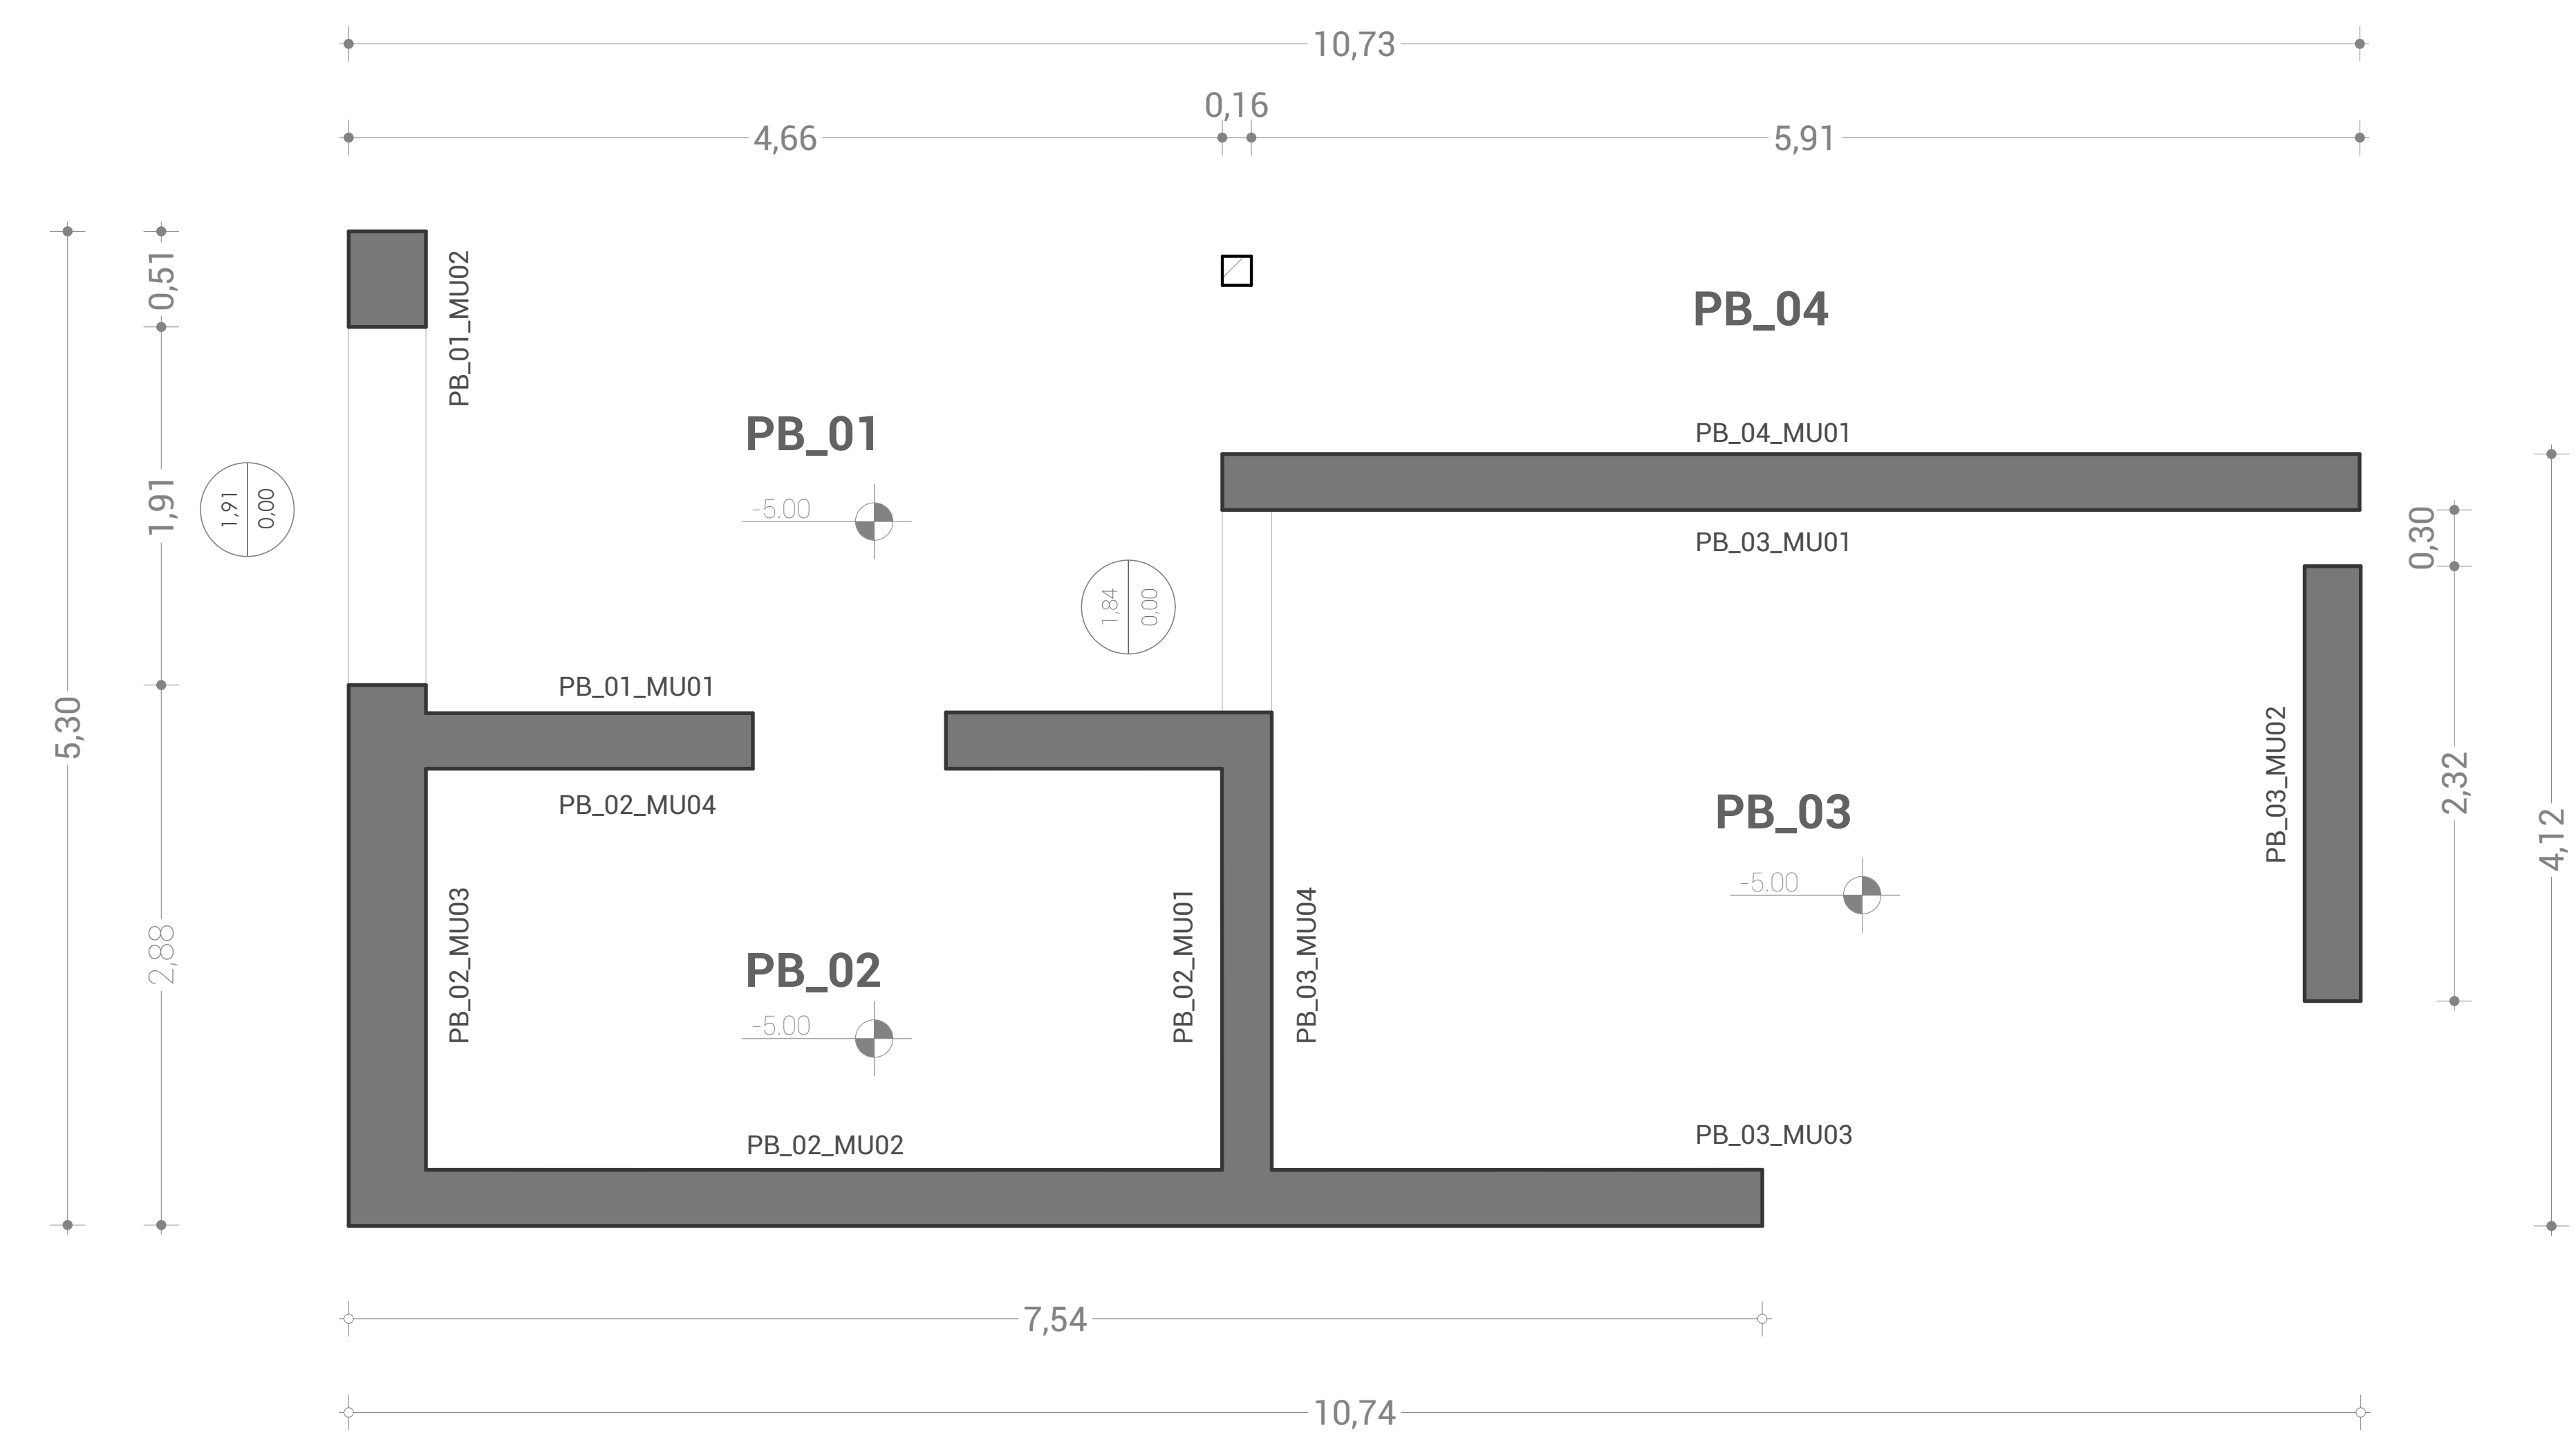 10,73
0,16
4,66
5,91
0,51
PB_01_MU02
PB_04
PB_01
PB_04_MU01
-5.00
1,91
1,91
0,00
0,30
PB_03_MU01
1,84
0,00
PB_01_MU01
5,30
PB_02_MU04
PB_03
PB_03_MU02
2,32
4,12
-5.00
2,88
PB_02_MU03
PB_02
PB_02_MU01
PB_03_MU04
-5.00
PB_02_MU02
PB_03_MU03
7,54
10,74